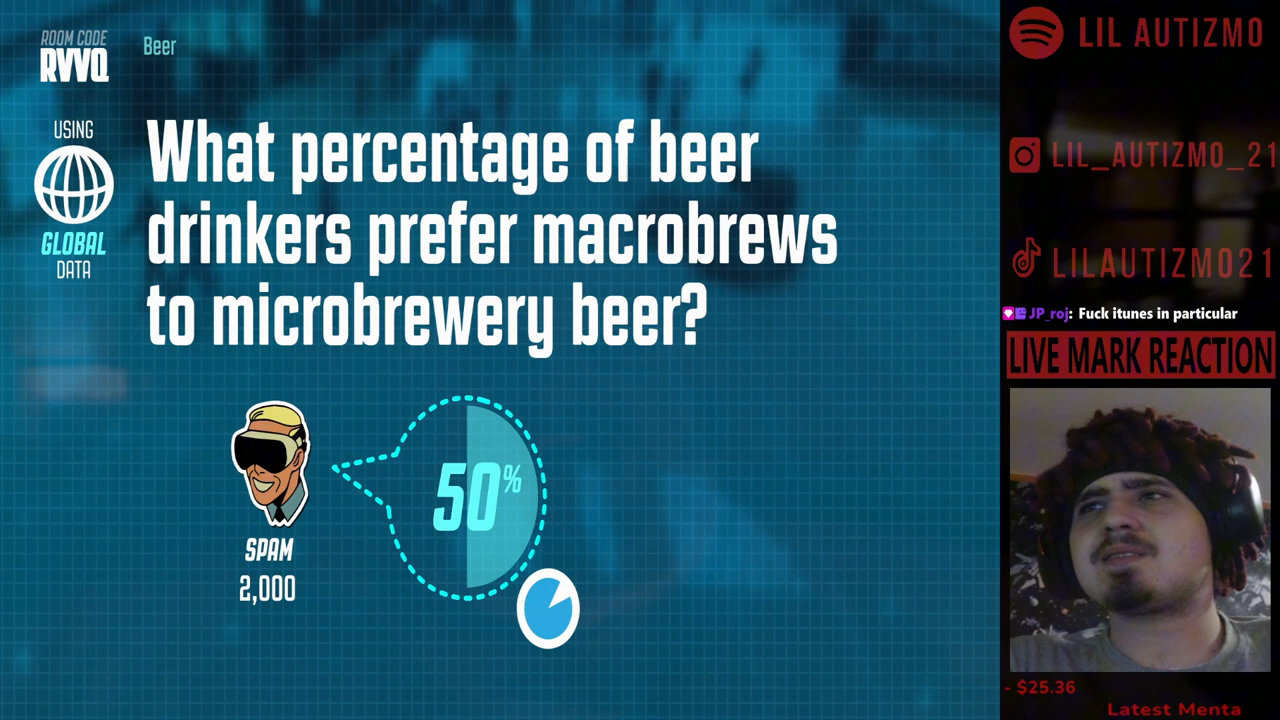 ROOM CODE
RVVQ
Beer
USING
GLOBAL
DATA
What percentage of beer
drinkers prefer macrobrews
to microbrewery beer?
50%
SPAM
2,000
LIL AUTIZMO
LIL_AUTIZMO_21
LILAUTIZMO21
JP_roj: Fuck itunes in particular
LIVE MARK REACTION
- $25.36
Latest Menta